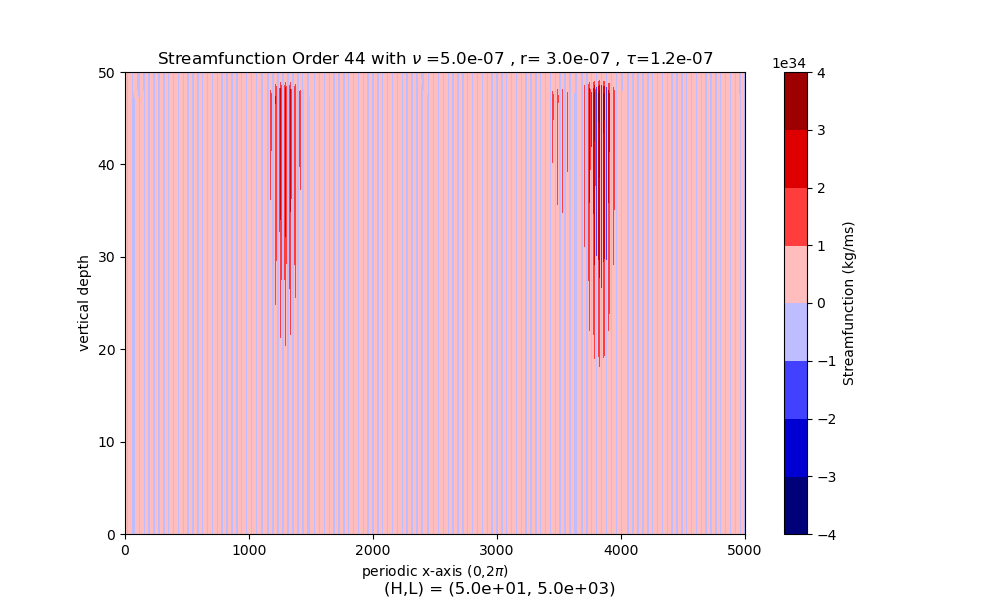 Streamfunction Order 44 with ν =5.0e-07 , r= 3.0e-07 , τ=1.2e-07
1e34
50
40
30
20
10
0
vertical depth
0 1000 2000 3000 4000 5000
periodic x-axis (0,2π)
(H,L) = (5.0e+01, 5.0e+03)
4
3
2
1
0
−1
−2
−3
−4
Streamfunction (kg/ms)